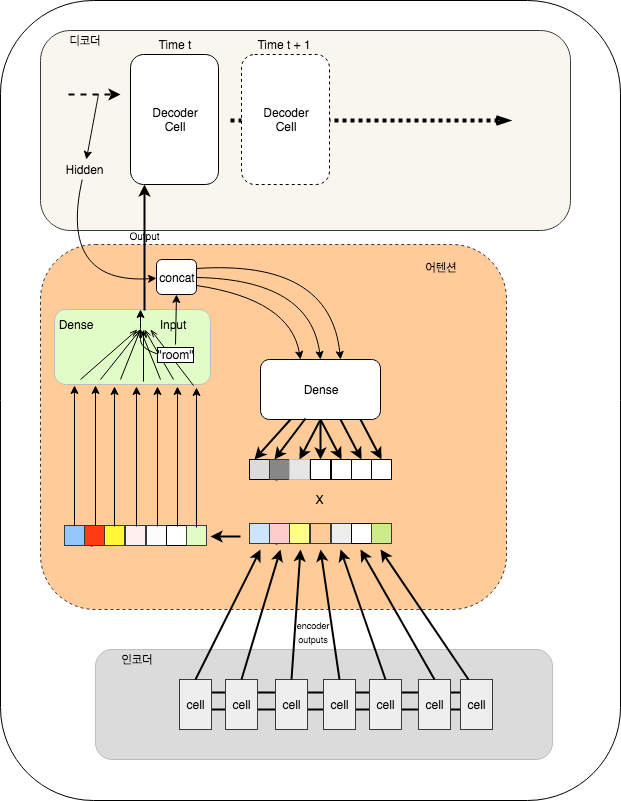 디코더
Time t
Time t + 1
Decoder
Cell
Decoder
Cell
Hidden
Output
어텐션
concat
Dense
Input
"room"
Dense
X
encoder
outputs
인코더
cell
cell
cell
cell
cell
cell
cell